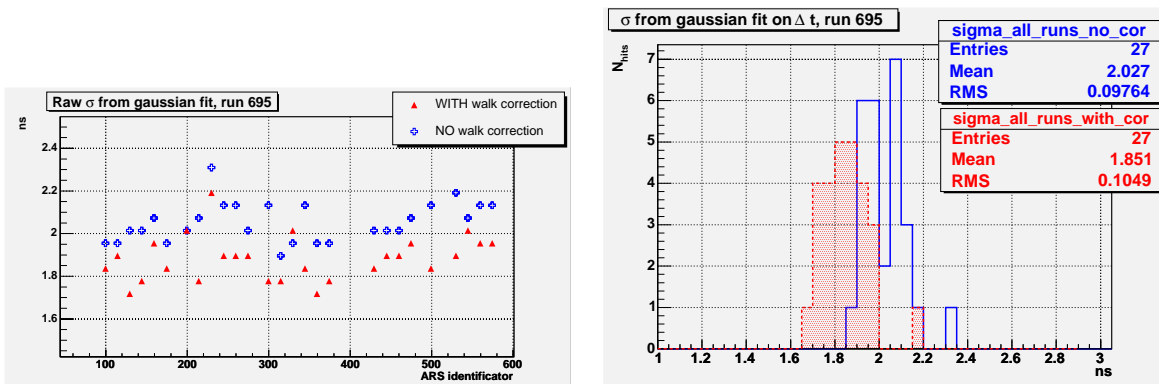 Raw σ from gaussian fit, run 695
ns
WITH walk correction
NO walk correction
2.4
2.2
2
1.8
1.6
100 200 300 400 500 600
ARS identificator
σ from gaussian fit on Δ t, run 695
N hits
sigma_all_runs_no_cor
Entries 27
Mean 2.027
RMS 0.09764
sigma_all_runs_with_cor
Entries 27
Mean 1.851
RMS 0.1049
7
6
5
4
3
2
1
0
1 1.2 1.4 1.6 1.8 2 2.2 2.4 2.6 2.8 3
ns